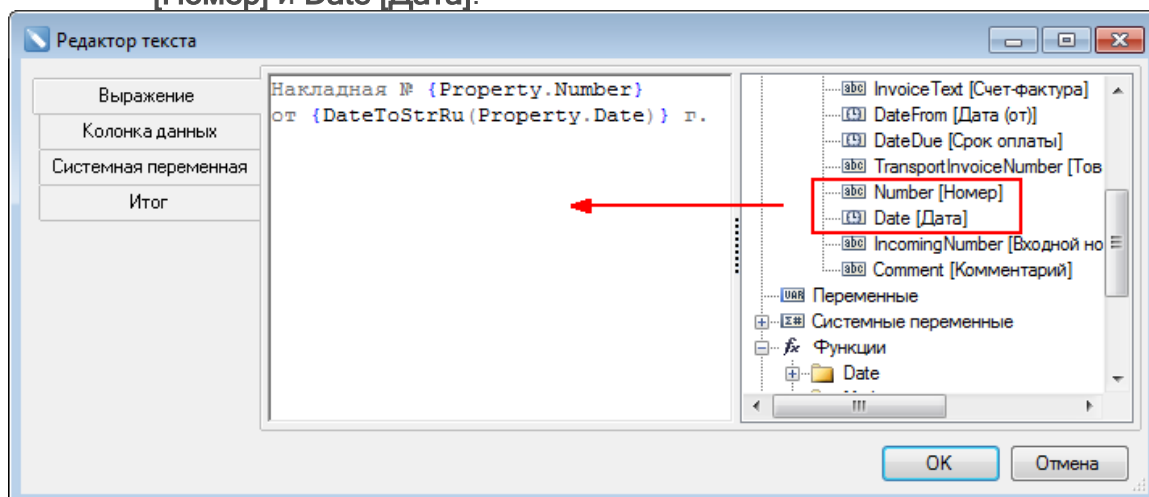 [Номер] и Date [Дата].
Редактор текста
Выражение
Колонка данных
Системная переменная
Итог
Накладная № {Property.Number}
от {DateToStrRu(Property.Date)} г.
InvoiceText [Счет-фактура]
DateFrom [Дата (от)]
DateDue [Срок оплаты]
TransportInvoiceNumber [Тов
Number [Номер]
Date [Дата]
IncomingNumber [Входной но
Comment [Комментарий]
Переменные
Системные переменные
Функции
Date
OK
Отмена